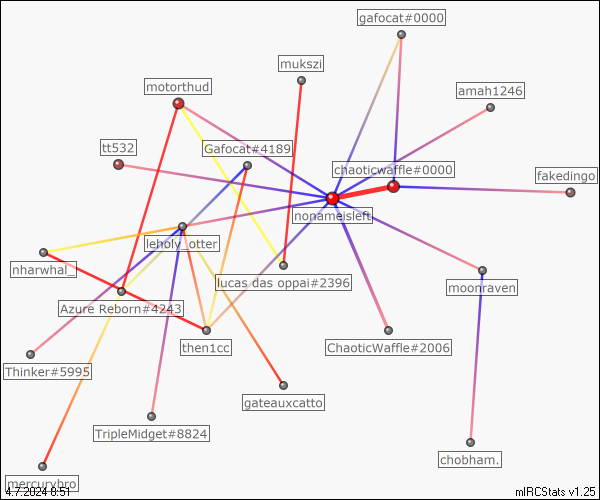 gafocat#0000
mukszi
motorthud
amah1246
tt532
Gafocat#4189
chaoticwaffle#0000
fakedingo
nonameisleft
leholy_otter
nharwhal_
lucas das oppai#2396
moonraven
Azure Reborn#4243
then1cc
ChaoticWaffle#2006
Thinker#5995
gateauxcatto
TripleMidget#8824
chobham.
mercurybro
4.7.2024 8:51
mIRCStats v1.25